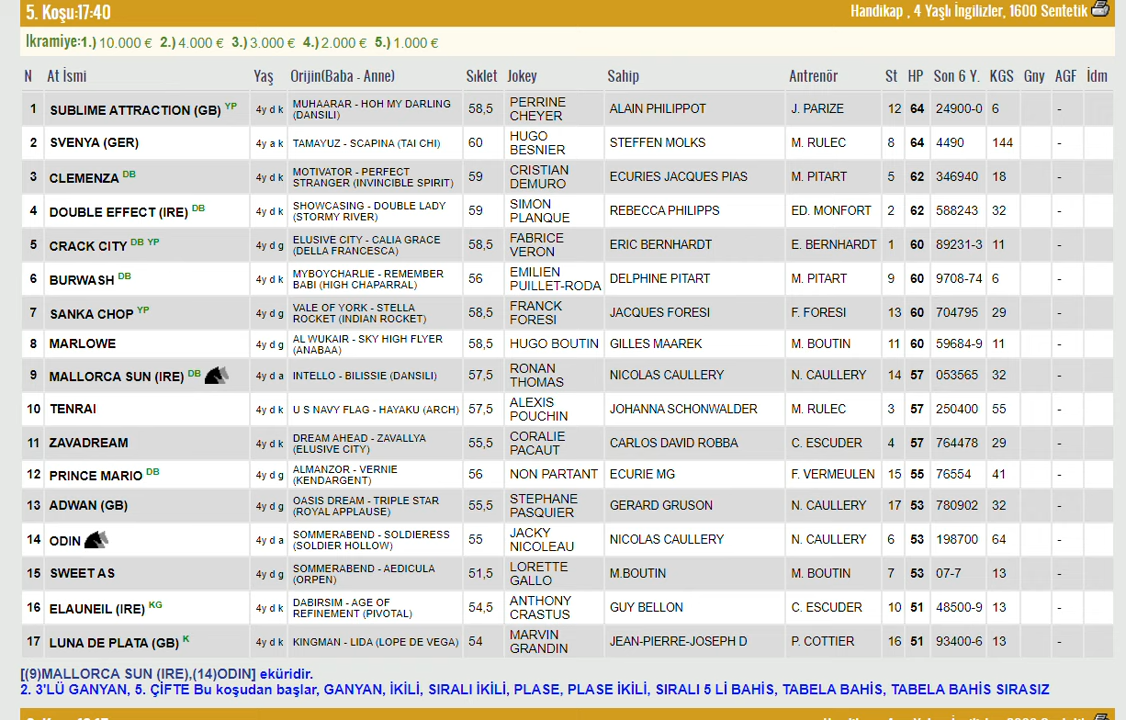 5. Koşu:17:40 Handikap , 4 Yaşlı İngilizler, 1600 Sentetik
Ikramiye:1.) 10.000 € 2.) 4.000 € 3.) 3.000 € 4.) 2.000 € 5.) 1.000 €
N At İsmi Yaş Orijin(Baba - Anne) Sıklet Jokey Sahip Antrenör St HP Son 6 Y. KGS Gny AGF İdm
1 SUBLIME ATTRACTION (GB) YP 4y d k MUHAARAR - HOH MY DARLING (DANSILI) 58,5 PERRINE CHEYER ALAIN PHILIPPOT J. PARIZE 12 64 24900-0 6 -
2 SVENYA (GER) 4y a k TAMAYUZ - SCAPINA (TAI CHI) 60 HUGO BESNIER STEFFEN MOLKS M. RULEC 8 64 4490 144 -
3 CLEMENZA DB 4y d k MOTIVATOR - PERFECT STRANGER (INVINCIBLE SPIRIT) 59 CRISTIAN DEMURO ECURIES JACQUES PIAS M. PITART 5 62 346940 18 -
4 DOUBLE EFFECT (IRE) DB 4y d k SHOWCASING - DOUBLE LADY (STORMY RIVER) 59 SIMON PLANQUE REBECCA PHILIPPS ED. MONFORT 2 62 588243 32 -
5 CRACK CITY DB YP 4y d g ELUSIVE CITY - CALIA GRACE (DELLA FRANCESCA) 58,5 FABRICE VERON ERIC BERNHARDT E. BERNHARDT 1 60 89231-3 11 -
6 BURWASH DB 4y d k MYBOYCHARLIE - REMEMBER BABI (HIGH CHAPARRAL) 56 EMILIEN PUILLET-RODA DELPHINE PITART M. PITART 9 60 9708-74 6 -
7 SANKA CHOP YP 4y d g VALE OF YORK - STELLA ROCKET (INDIAN ROCKET) 58,5 FRANCK FORESI JACQUES FORESI F. FORESI 13 60 704795 29 -
8 MARLOWE 4y d g AL WUKAIR - SKY HIGH FLYER (ANABAA) 58,5 HUGO BOUTIN GILLES MAAREK M. BOUTIN 11 60 59684-9 11 -
9 MALLORCA SUN (IRE) DB 4y d a INTELLO - BILISSIE (DANSILI) 57,5 RONAN THOMAS NICOLAS CAULLERY N. CAULLERY 14 57 053565 32 -
10 TENRAI 4y d k U S NAVY FLAG - HAYAKU (ARCH) 57,5 ALEXIS POUCHIN JOHANNA SCHONWALDER M. RULEC 3 57 250400 55 -
11 ZAVADREAM 4y d k DREAM AHEAD - ZAVALLYA (ELUSIVE CITY) 55,5 CORALIE PACAUT CARLOS DAVID ROBBA C. ESCUDER 4 57 764478 29 -
12 PRINCE MARIO DB 4y d g ALMANZOR - VERNIE (KENDARGENT) 56 NON PARTANT ECURIE MG F. VERMEULEN 15 55 76554 41 -
13 ADWAN (GB) 4y d g OASIS DREAM - TRIPLE STAR (ROYAL APPLAUSE) 55,5 STEPHANE PASQUIER GERARD GRUSON N. CAULLERY 17 53 780902 32 -
14 ODIN 4y d a SOMMERABEND - SOLDIERESS (SOLDIER HOLLOW) 55 JACKY NICOLEAU NICOLAS CAULLERY N. CAULLERY 6 53 198700 64 -
15 SWEET AS 4y d g SOMMERABEND - AEDICULA (ORPEN) 51,5 LORETTE GALLO M.BOUTIN M. BOUTIN 7 53 07-7 13 -
16 ELAUNEIL (IRE) KG 4y d k DABIRSIM - AGE OF REFINEMENT (PIVOTAL) 54,5 ANTHONY CRASTUS GUY BELLON C. ESCUDER 10 51 48500-9 13 -
17 LUNA DE PLATA (GB) K 4y d k KINGMAN - LIDA (LOPE DE VEGA) 54 MARVIN GRANDIN JEAN-PIERRE-JOSEPH D P. COTTIER 16 51 93400-6 13 -
[(9)MALLORCA SUN (IRE),(14)ODIN] eküridir.
2. 3'LÜ GANYAN, 5. ÇİFTE Bu koşudan başlar, GANYAN, İKİLİ, SIRALI İKİLİ, PLASE, PLASE İKİLİ, SIRALI 5 Lİ BAHİS, TABELA BAHİS, TABELA BAHİS SIRASIZ